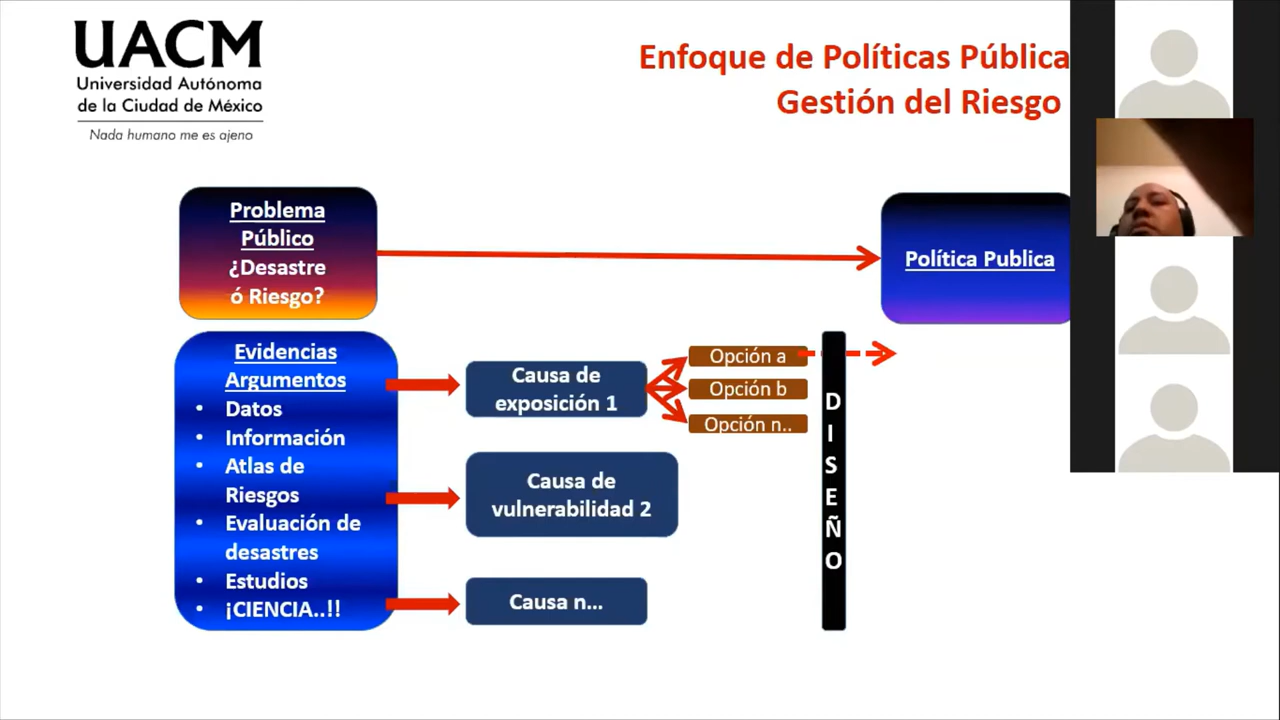 UACM
Universidad Autónoma
de la Ciudad de México
Nada humano me es ajeno
Enfoque de Políticas Pública
Gestión del Riesgo
Problema
Público
¿Desastre
ó Riesgo?
Política Publica
Evidencias
Argumentos
• Datos
• Información
• Atlas de
Riesgos
• Evaluación de
desastres
• Estudios
• ¡CIENCIA..!!
Causa de
exposición 1
Causa de
vulnerabilidad 2
Causa n...
Opción a
Opción b
Opción n..
D
I
S
E
Ñ
O